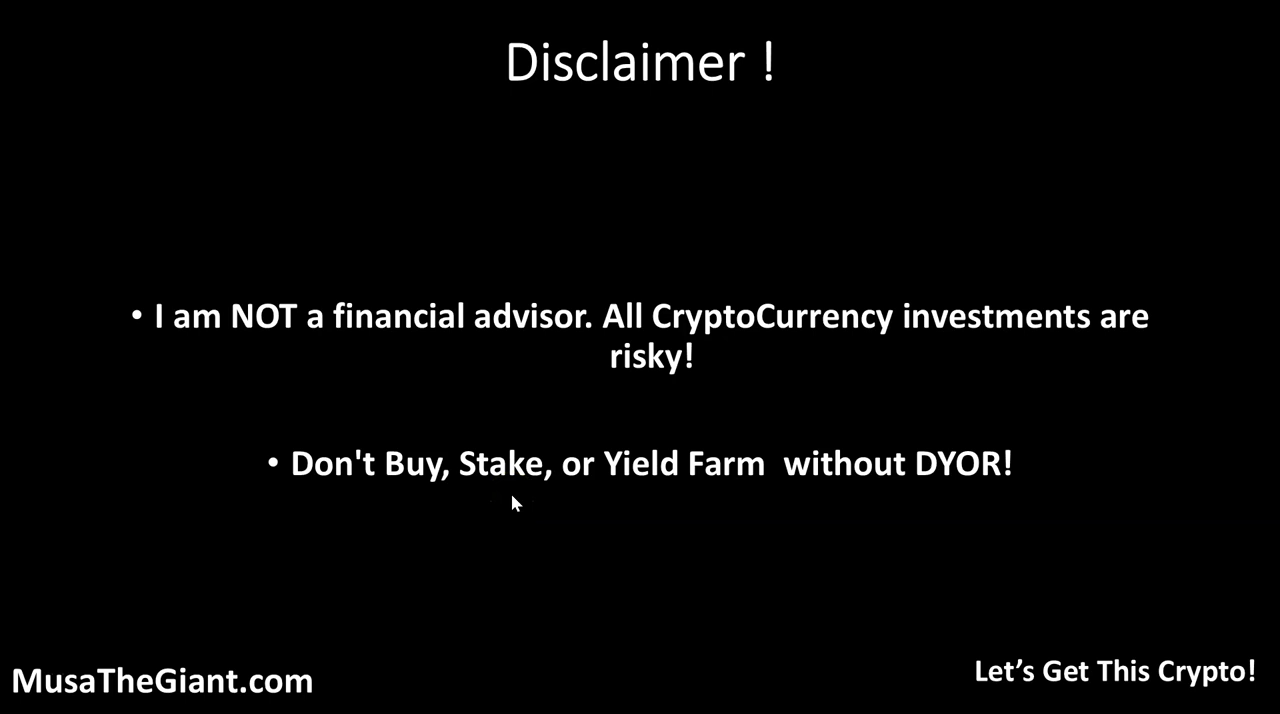 Disclaimer !
• I am NOT a financial advisor. All CryptoCurrency investments are
risky!
• Don't Buy, Stake, or Yield Farm  without DYOR!
MusaTheGiant.com
Let’s Get This Crypto!